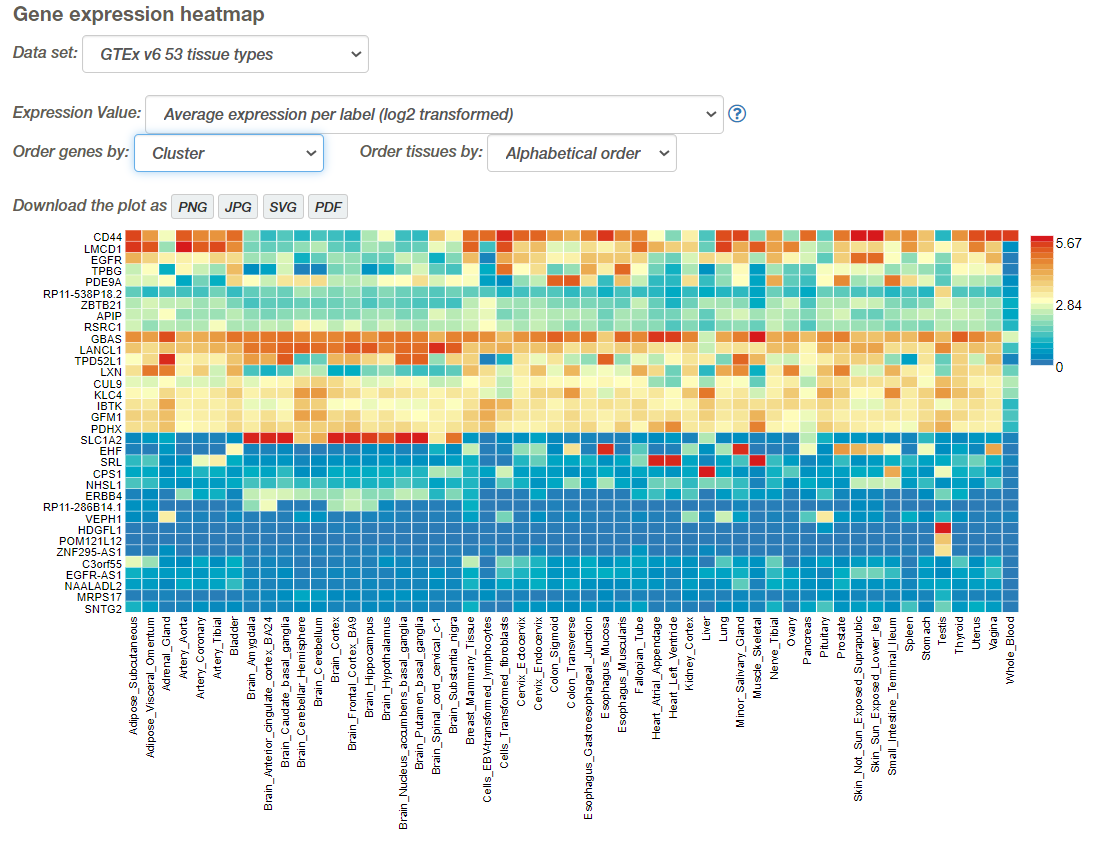 Gene expression heatmap
Data set: GTEx v6 53 tissue types
Expression Value: Average expression per label (log2 transformed) ?
Order genes by: Cluster Order tissues by: Alphabetical order
Download the plot as PNG JPG SVG PDF
CD44
LMCD1
EGFR
TPBG
PDE9A
RP11-538P18.2
ZBTB21
APIP
RSRC1
GBAS
LANCL1
TPD52L1
LXN
CUL9
KLC4
IBTK
GFM1
PDHX
SLC1A2
EHF
SRL
CPS1
NHSL1
ERBB4
RP11-286B14.1
VEPH1
HDGFL1
POM121L12
ZNF295-AS1
C3orf55
EGFR-AS1
NAALADL2
MRPS17
SNTG2
5.67
2.84
0
Adipose_Subcutaneous
Adipose_Visceral_Omentum
Adrenal_Gland
Artery_Aorta
Artery_Coronary
Artery_Tibial
Bladder
Brain_Amygdala
Brain_Anterior_cingulate_cortex_BA24
Brain_Caudate_basal_ganglia
Brain_Cerebellar_Hemisphere
Brain_Cerebellum
Brain_Cortex
Brain_Frontal_Cortex_BA9
Brain_Hippocampus
Brain_Hypothalamus
Brain_Nucleus_accumbens_basal_ganglia
Brain_Putamen_basal_ganglia
Brain_Spinal_cord_cervical_c-1
Brain_Substantia_nigra
Breast_Mammary_Tissue
Cells_EBV-transformed_lymphocytes
Cells_Transformed_fibroblasts
Cervix_Ectocervix
Cervix_Endocervix
Colon_Sigmoid
Colon_Transverse
Esophagus_Gastroesophageal_Junction
Esophagus_Mucosa
Esophagus_Muscularis
Fallopian_Tube
Heart_Atrial_Appendage
Heart_Left_Ventricle
Kidney_Cortex
Liver
Lung
Minor_Salivary_Gland
Muscle_Skeletal
Nerve_Tibial
Ovary
Pancreas
Pituitary
Prostate
Skin_Not_Sun_Exposed_Suprapubic
Skin_Sun_Exposed_Lower_leg
Small_Intestine_Terminal_Ileum
Spleen
Stomach
Testis
Thyroid
Uterus
Vagina
Whole_Blood